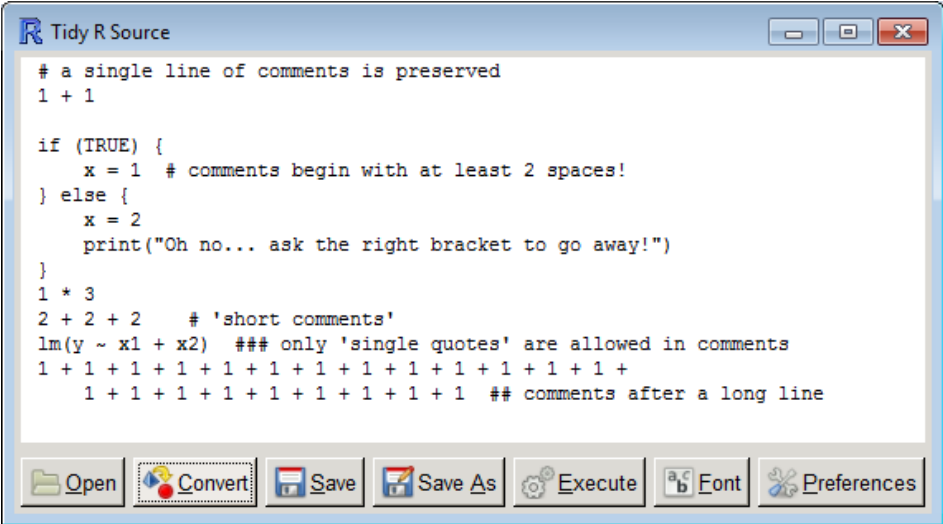 Tidy R Source
# a single line of comments is preserved
1 + 1
if (TRUE) {
    x = 1  # comments begin with at least 2 spaces!
} else {
    x = 2
    print("Oh no... ask the right bracket to go away!")
}
1 * 3
2 + 2 + 2    # 'short comments'
lm(y ~ x1 + x2)  ### only 'single quotes' are allowed in comments
1 + 1 + 1 + 1 + 1 + 1 + 1 + 1 + 1 + 1 + 1 + 1 + 1 +
    1 + 1 + 1 + 1 + 1 + 1 + 1 + 1 + 1  ## comments after a long line
Open Convert Save Save As Execute Font Preferences